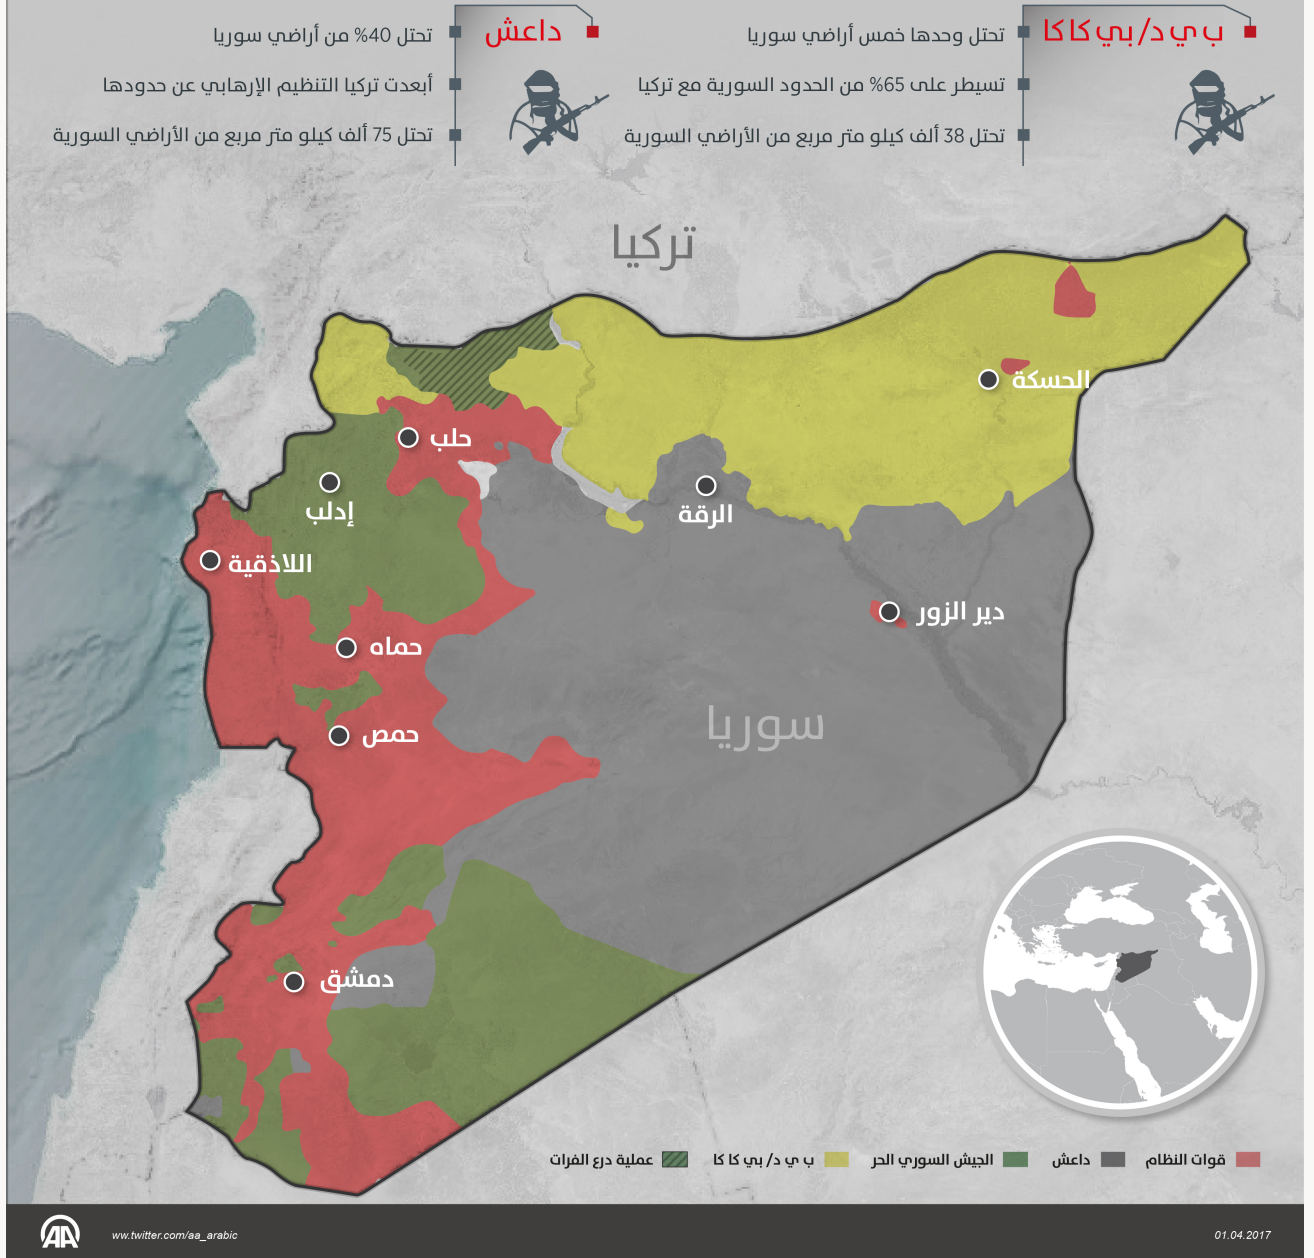 ب ي د/ بي كا كا
تحتل وحدها خمس أراضي سوريا
تسيطر على 65% من الحدود السورية مع تركيا
تحتل 38 ألف كيلو متر مربع من الأراضي السورية
داعش
تحتل 40% من أراضي سوريا
أبعدت تركيا التنظيم الإرهابي عن حدودها
تحتل 75 ألف كيلو متر مربع من الأراضي السورية
تركيا
الحسكة
حلب
إدلب
الرقة
اللاذقية
دير الزور
حماه
سوريا
حمص
دمشق
قوات النظام
داعش
الجيش السوري الحر
ب ي د/ بي كا كا
عملية درع الفرات
AA
ww.twitter.com/aa_arabic
01.04.2017